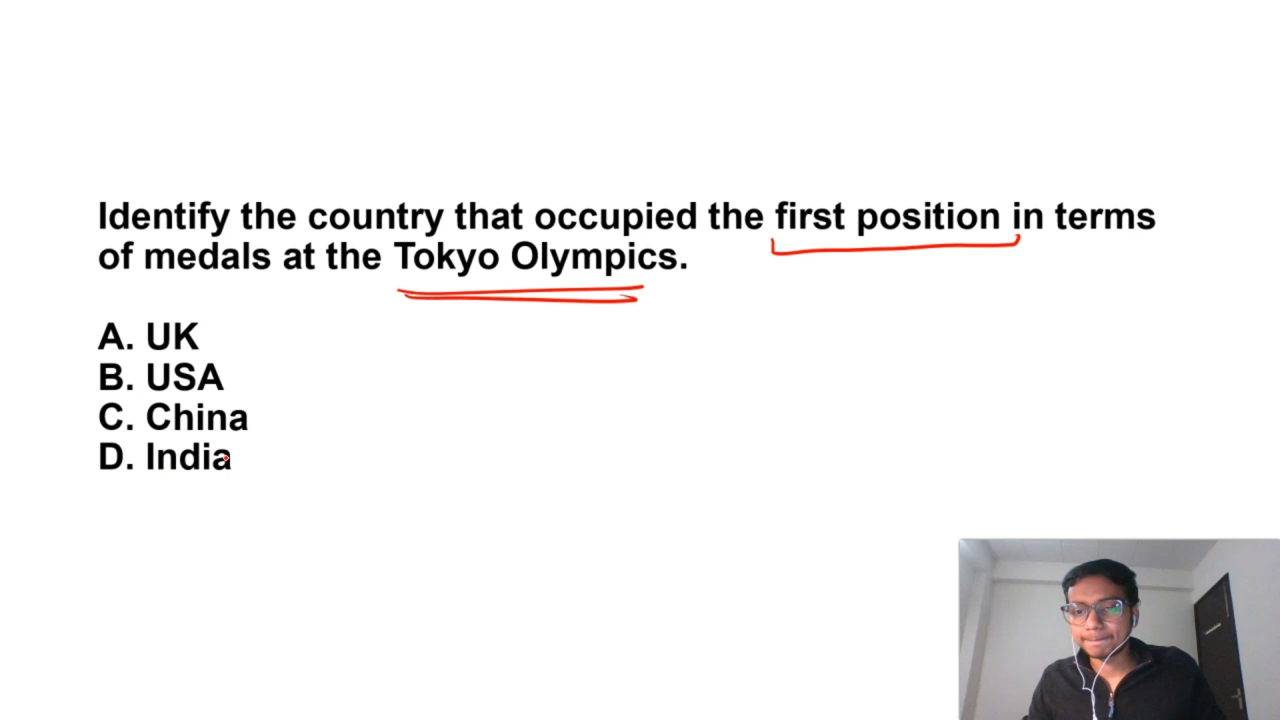 Identify the country that occupied the first position in terms
of medals at the Tokyo Olympics.
A. UK
B. USA
C. China
D. India